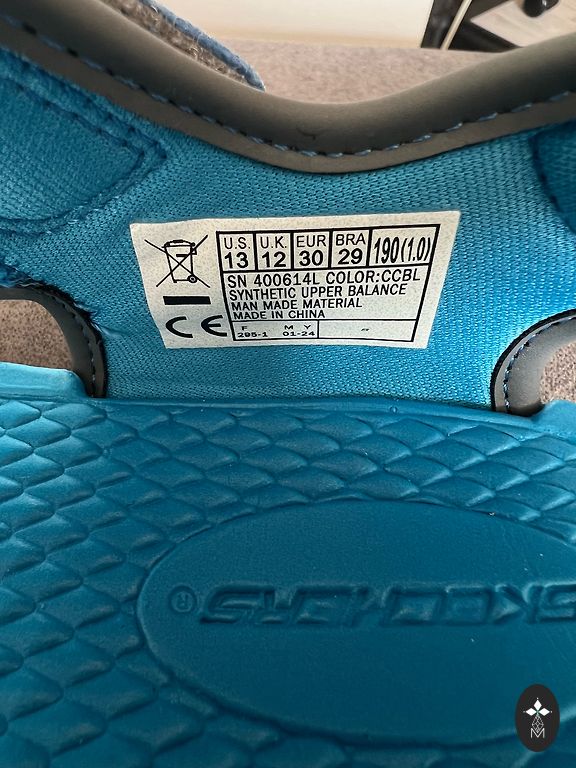 U.S. U.K. EUR BRA 190(1.0)
13 12 30 29
SN 400614L COLOR:CCBL
SYNTHETIC UPPER BALANCE
MAN MADE MATERIAL
MADE IN CHINA
CE
F M Y
295-1 01-24
SKECHERS ®
M